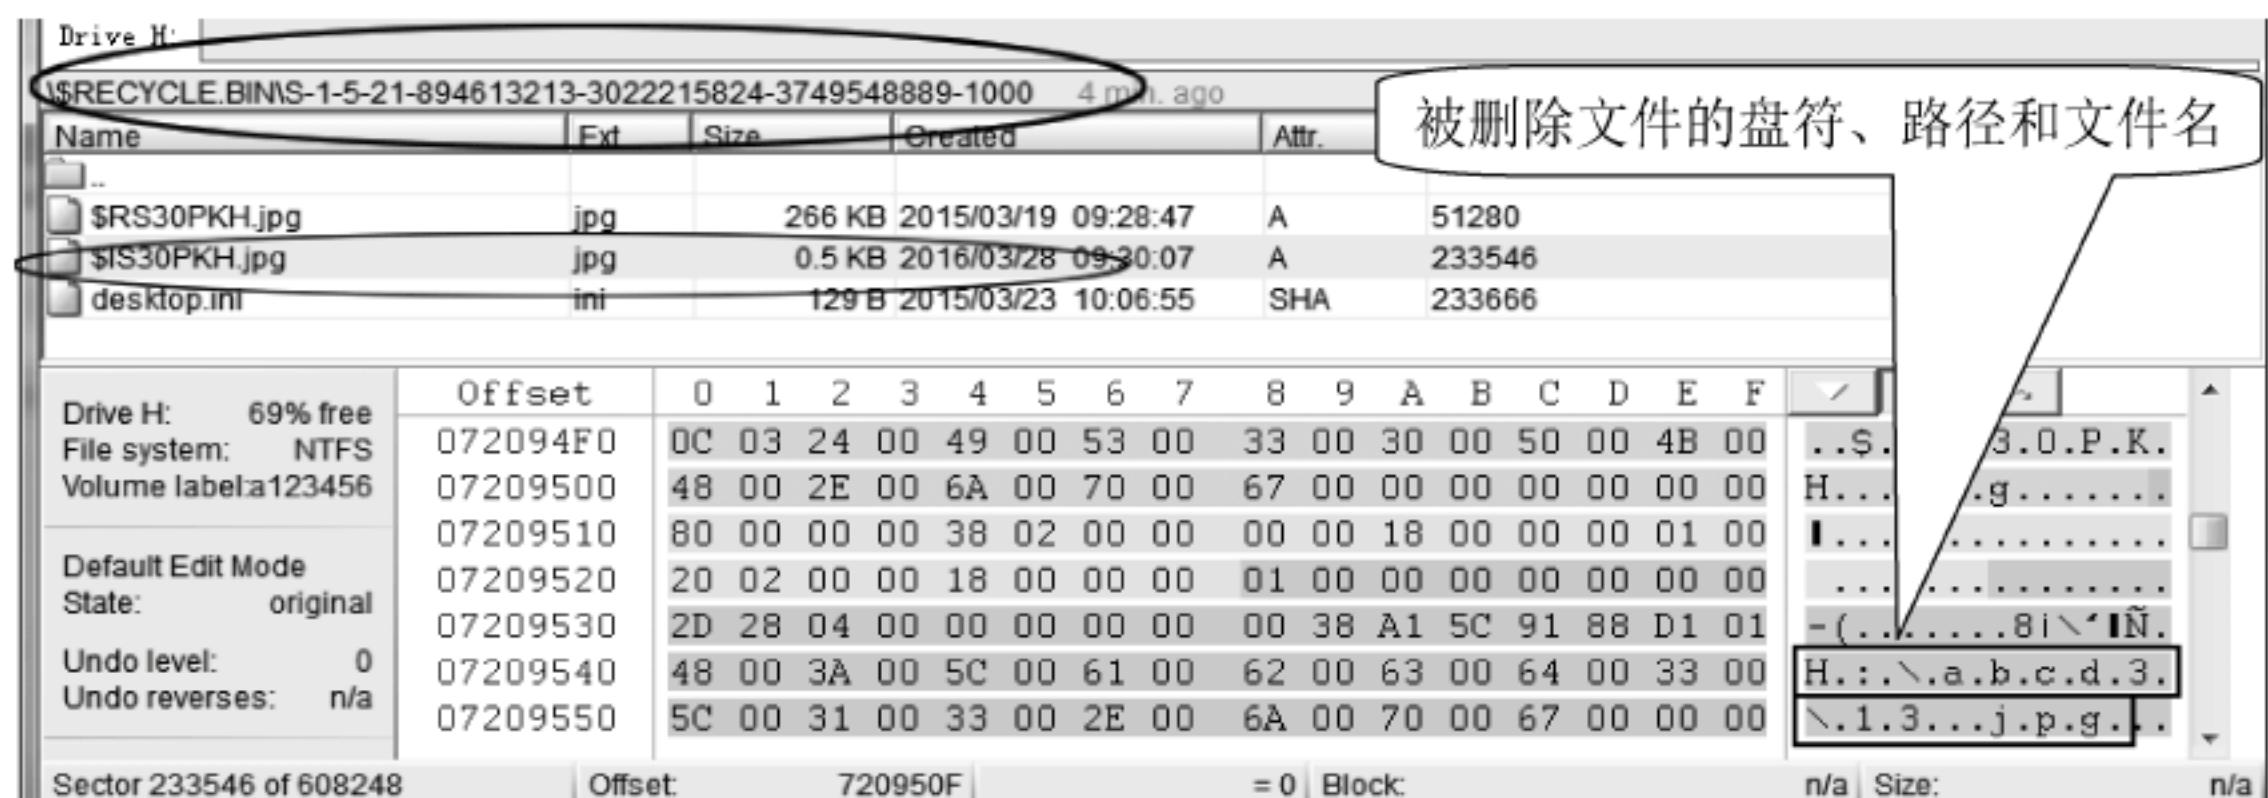 Drive H:
\$RECYCLE.BIN\S-1-5-21-894613213-3022215824-3749548889-1000 4 min. ago
被删除文件的盘符、路径和文件名
Name Ext Size Created Attr.
..
$RS30PKH.jpg jpg 266 KB 2015/03/19 09:28:47 A 51280
$IS30PKH.jpg jpg 0.5 KB 2016/03/28 09:30:07 A 233546
desktop.ini ini 129 B 2015/03/23 10:06:55 SHA 233666
Drive H: 69% free
File system: NTFS
Volume label:a123456
Default Edit Mode
State: original
Undo level: 0
Undo reverses: n/a
Offset 0 1 2 3 4 5 6 7 8 9 A B C D E F
072094F0 0C 03 24 00 49 00 53 00 33 00 30 00 50 00 4B 00 ..$. 3.0.P.K.
07209500 48 00 2E 00 6A 00 70 00 67 00 00 00 00 00 00 00 H... .g.......
07209510 80 00 00 00 38 02 00 00 00 00 18 00 00 00 01 00
07209520 20 02 00 00 18 00 00 00 01 00 00 00 00 00 00 00
07209530 2D 28 04 00 00 00 00 00 00 38 A1 5C 91 88 D1 01 -(.......8i\‘▮Ñ.
07209540 48 00 3A 00 5C 00 61 00 62 00 63 00 64 00 33 00 H.:.\.a.b.c.d.3.
07209550 5C 00 31 00 33 00 2E 00 6A 00 70 00 67 00 00 00 \.1.3...j.p.g...
Sector 233546 of 608248 Offset: 720950F = 0 Block: n/a Size: n/a